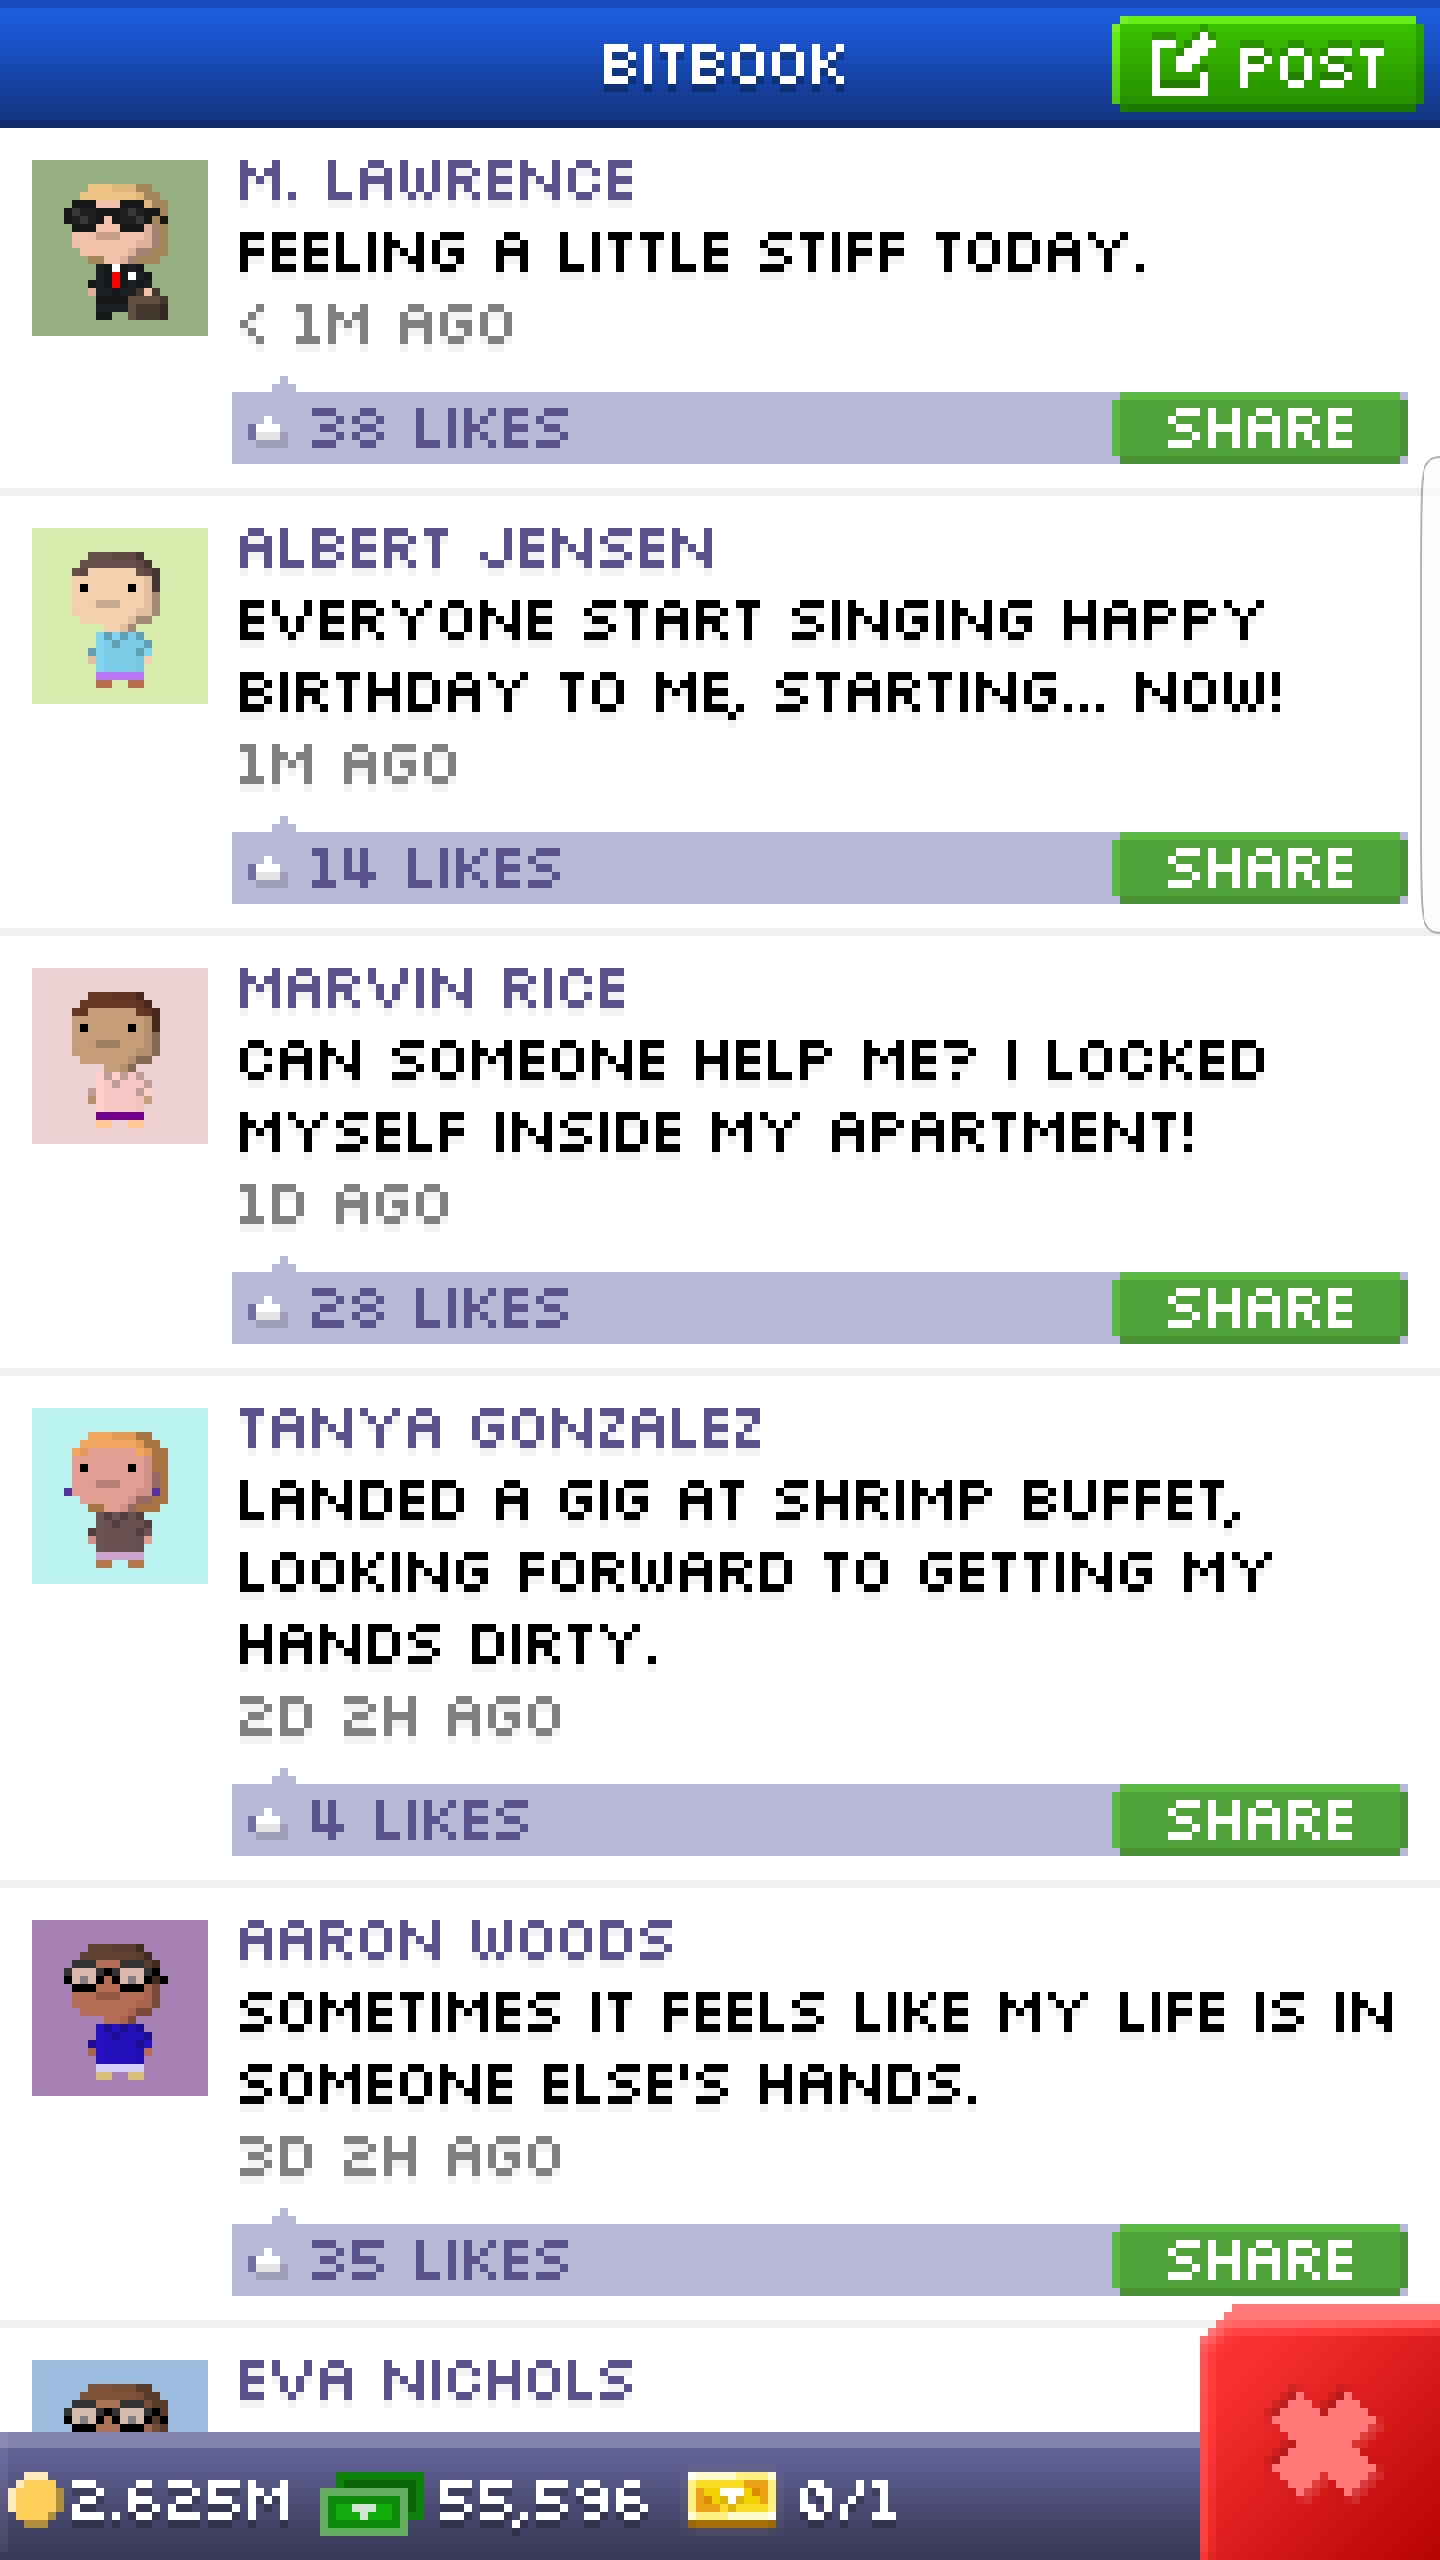 BITBOOK
POST
M. LAWRENCE
FEELING A LITTLE STIFF TODAY.
< 1M AGO
38 LIKES
SHARE
ALBERT JENSEN
EVERYONE START SINGING HAPPY
BIRTHDAY TO ME, STARTING... NOW!
1M AGO
14 LIKES
SHARE
MARVIN RICE
CAN SOMEONE HELP ME? I LOCKED
MYSELF INSIDE MY APARTMENT!
1D AGO
28 LIKES
SHARE
TANYA GONZALEZ
LANDED A GIG AT SHRIMP BUFFET,
LOOKING FORWARD TO GETTING MY
HANDS DIRTY.
2D 2H AGO
4 LIKES
SHARE
AARON WOODS
SOMETIMES IT FEELS LIKE MY LIFE IS IN
SOMEONE ELSE'S HANDS.
3D 2H AGO
35 LIKES
SHARE
EVA NICHOLS
2.625M 55,596 0/1